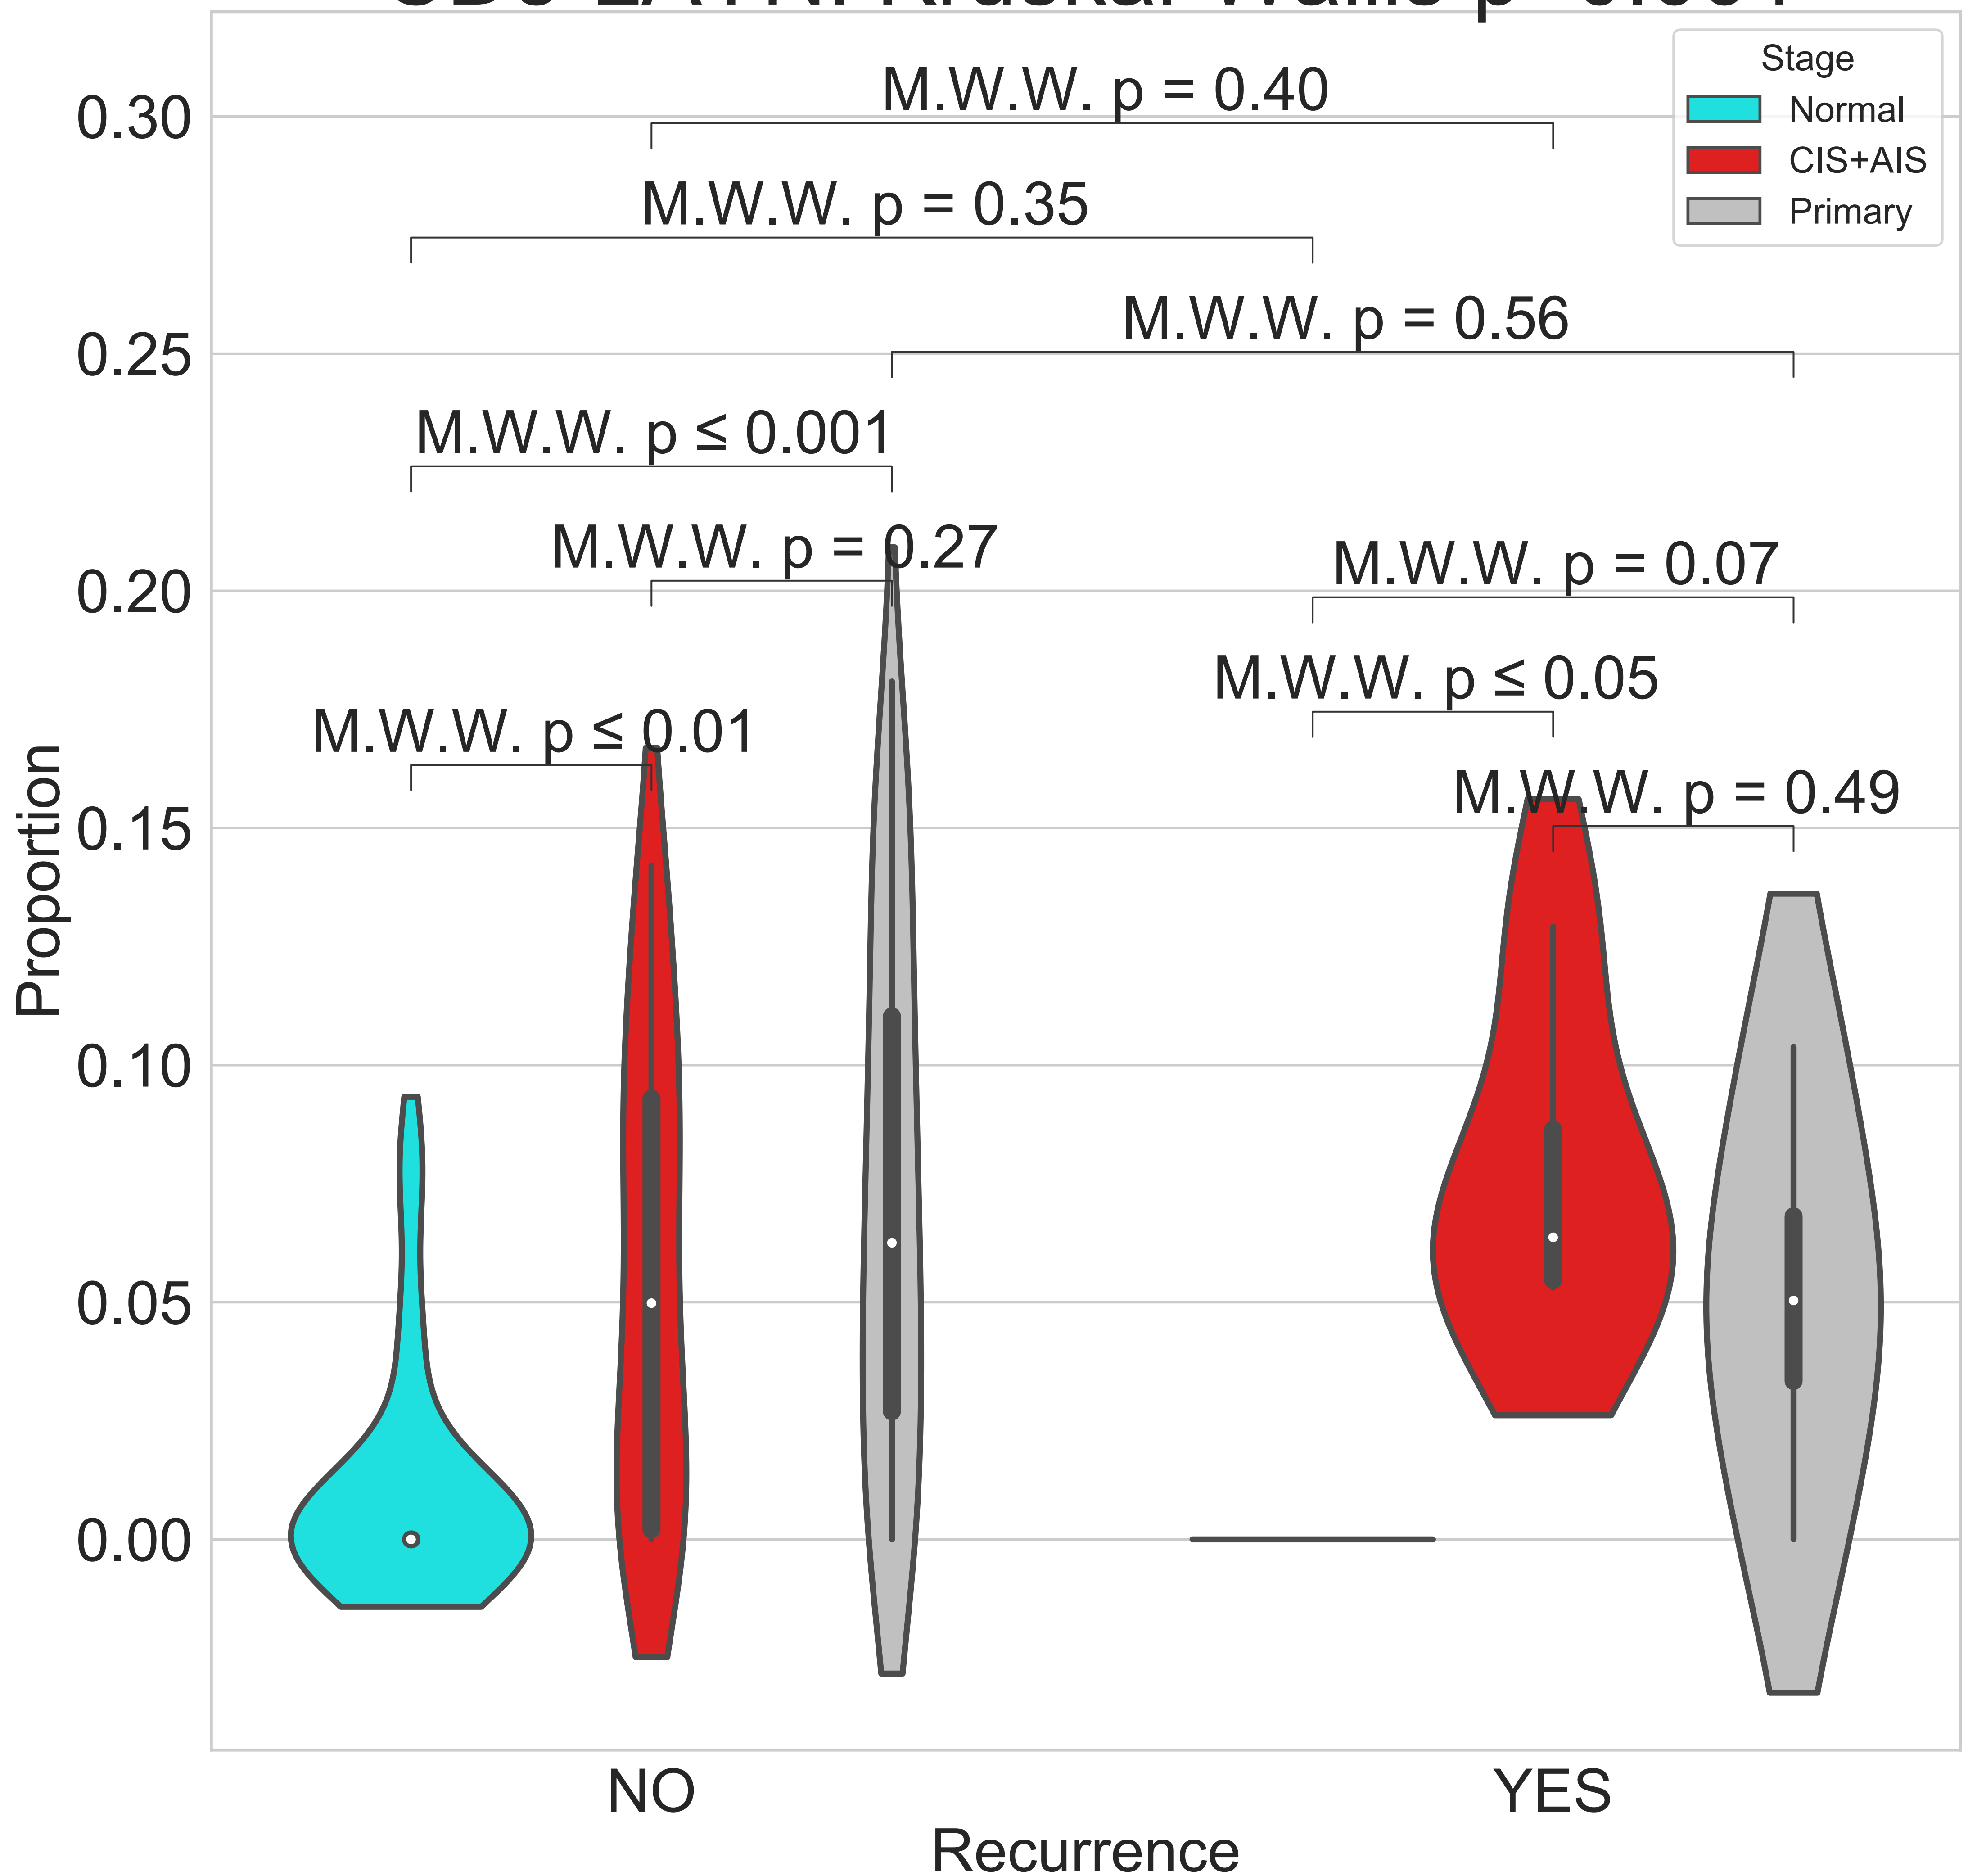 Stage
Normal
CIS+AIS
Primary
M.W.W. p = 0.40
M.W.W. p = 0.35
M.W.W. p = 0.56
M.W.W. p ≤ 0.001
M.W.W. p = 0.27
M.W.W. p = 0.07
M.W.W. p ≤ 0.05
M.W.W. p ≤ 0.01
M.W.W. p = 0.49
0.30
0.25
0.20
0.15
0.10
0.05
0.00
Proportion
NO
YES
Recurrence